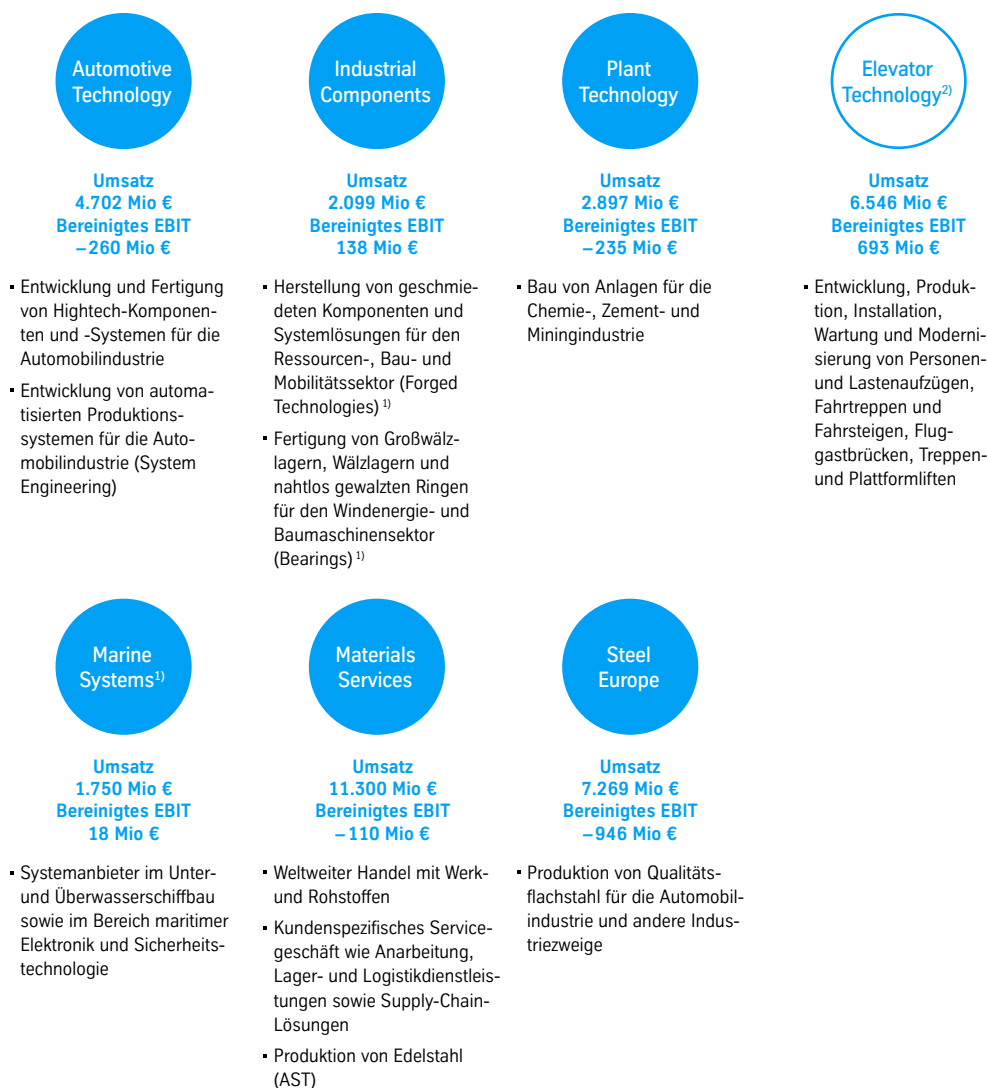 Automotive
Technology
Umsatz
4.702 Mio €
Bereinigtes EBIT
–260 Mio €
▪ Entwicklung und Fertigung
von Hightech-Komponen-
ten und -Systemen für die
Automobilindustrie
▪ Entwicklung von automa-
tisierten Produktions-
systemen für die Auto-
mobilindustrie (System
Engineering)
Industrial
Components
Umsatz
2.099 Mio €
Bereinigtes EBIT
138 Mio €
▪ Herstellung von geschmie-
deten Komponenten und
Systemlösungen für den
Ressourcen-, Bau- und
Mobilitätssektor (Forged
Technologies) 1)
▪ Fertigung von Großwälz-
lagern, Wälzlagern und
nahtlos gewalzten Ringen
für den Windenergie- und
Baumaschinensektor
(Bearings) 1)
Plant
Technology
Umsatz
2.897 Mio €
Bereinigtes EBIT
–235 Mio €
▪ Bau von Anlagen für die
Chemie-, Zement- und
Miningindustrie
Elevator
Technology2)
Umsatz
6.546 Mio €
Bereinigtes EBIT
693 Mio €
▪ Entwicklung, Produk-
tion, Installation,
Wartung und Moderni-
sierung von Personen-
und Lastenaufzügen,
Fahrtreppen und
Fahrsteigen, Flug-
gastbrücken, Treppen-
und Plattformliften
Marine
Systems1)
Umsatz
1.750 Mio €
Bereinigtes EBIT
18 Mio €
▪ Systemanbieter im Unter-
und Überwasserschiffbau
sowie im Bereich maritimer
Elektronik und Sicherheits-
technologie
Materials
Services
Umsatz
11.300 Mio €
Bereinigtes EBIT
–110 Mio €
▪ Weltweiter Handel mit Werk-
und Rohstoffen
▪ Kundenspezifisches Service-
geschäft wie Anarbeitung,
Lager- und Logistikdienstleis-
tungen sowie Supply-Chain-
Lösungen
▪ Produktion von Edelstahl
(AST)
Steel
Europe
Umsatz
7.269 Mio €
Bereinigtes EBIT
–946 Mio €
▪ Produktion von Qualitäts-
flachstahl für die Automobil-
industrie und andere Indus-
triezweige